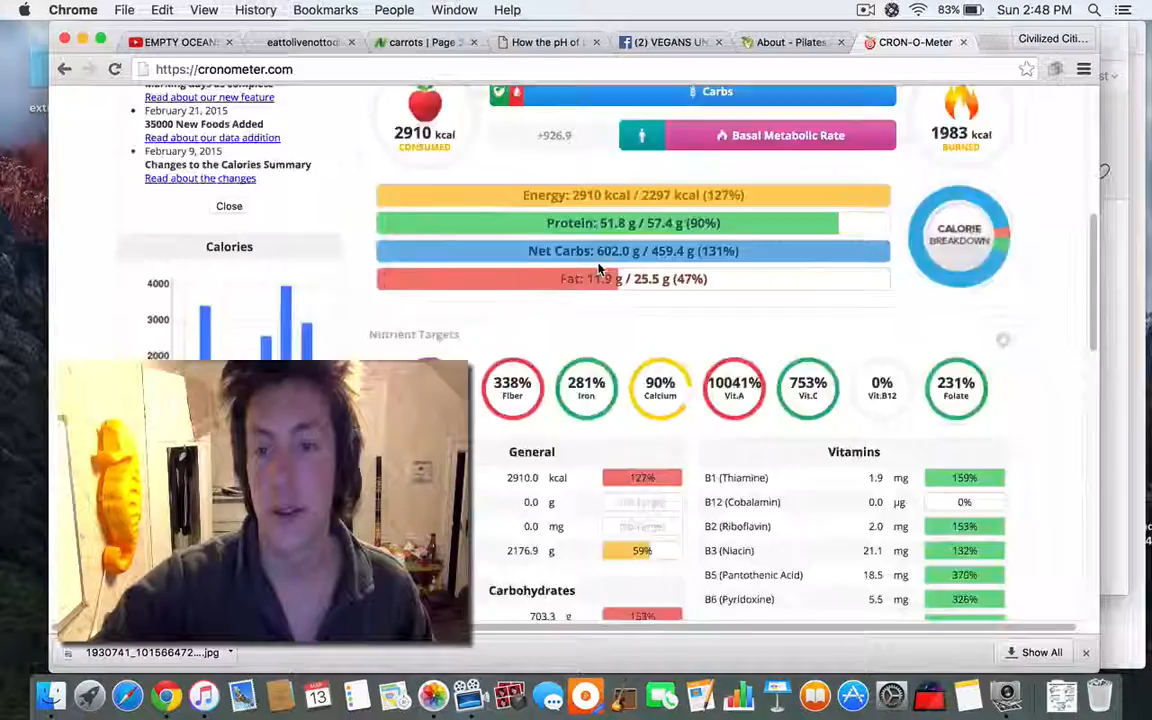 Chrome File Edit View History Bookmarks People Window Help 83% Sun 2:48 PM
EMPTY OCEAN eattolivenottod carrots | Page 2 How the pH of l (2) VEGANS UN About - Pilates CRON-O-Meter Civilized Citi...
https://cronometer.com
Read about our new feature
February 21, 2015
35000 New Foods Added
Read about our data addition
February 9, 2015
Changes to the Calories Summary
Read about the changes
Close
Calories
4000
3000
2000
2910 kcal
CONSUMED
Carbs
+926.9
Basal Metabolic Rate
1983 kcal
BURNED
Energy: 2910 kcal / 2297 kcal (127%)
Protein: 51.8 g / 57.4 g (90%)
Net Carbs: 602.0 g / 459.4 g (131%)
Fat: 11.9 g / 25.5 g (47%)
CALORIE
BREAKDOWN
Nutrient Targets
338%
Fiber
281%
Iron
90%
Calcium
10041%
Vit.A
753%
Vit.C
0%
Vit.B12
231%
Folate
General
2910.0 kcal 127%
0.0 g
0.0 mg
2176.9 g 59%
Carbohydrates
703.3 g 153%
Vitamins
B1 (Thiamine) 1.9 mg 159%
B12 (Cobalamin) 0.0 µg 0%
B2 (Riboflavin) 2.0 mg 153%
B3 (Niacin) 21.1 mg 132%
B5 (Pantothenic Acid) 18.5 mg 370%
B6 (Pyridoxine) 5.5 mg 326%
1930741_101566472....jpg
Show All
MAR
13